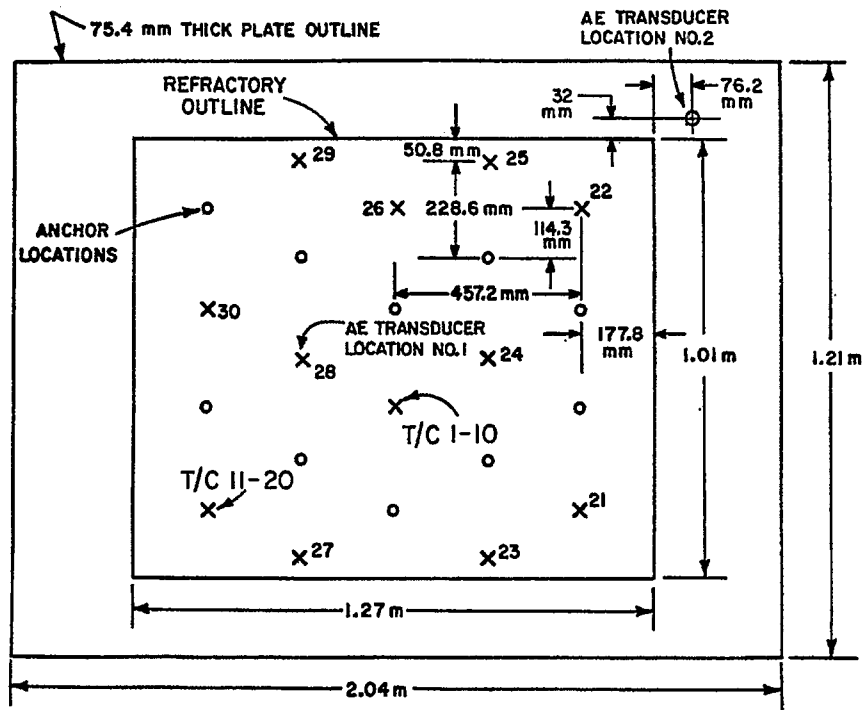 75.4 mm THICK PLATE OUTLINE
AE TRANSDUCER
LOCATION NO.2
REFRACTORY
OUTLINE
32
mm
76.2
mm
29
50.8 mm
25
22
26
228.6 mm
114.3
mm
ANCHOR
LOCATIONS
457.2 mm
30
AE TRANSDUCER
LOCATION NO.1
28
24
177.8
mm
1.01 m
1.21 m
T/C 1-10
T/C 11-20
21
27
23
1.27 m
2.04 m